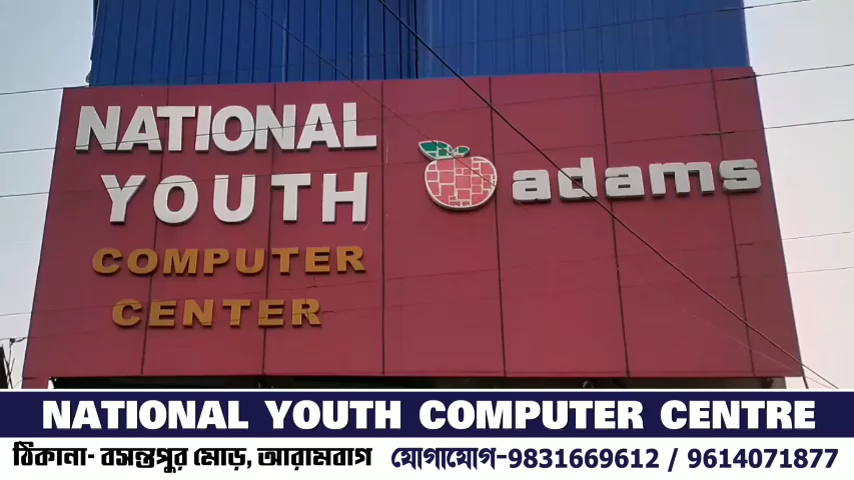 NATIONAL
YOUTH
COMPUTER
CENTER
adams
NATIONAL YOUTH COMPUTER CENTRE
ঠিকানা- বসন্তপুর মোড়, আরামবাগ যোগাযোগ-9831669612 / 9614071877